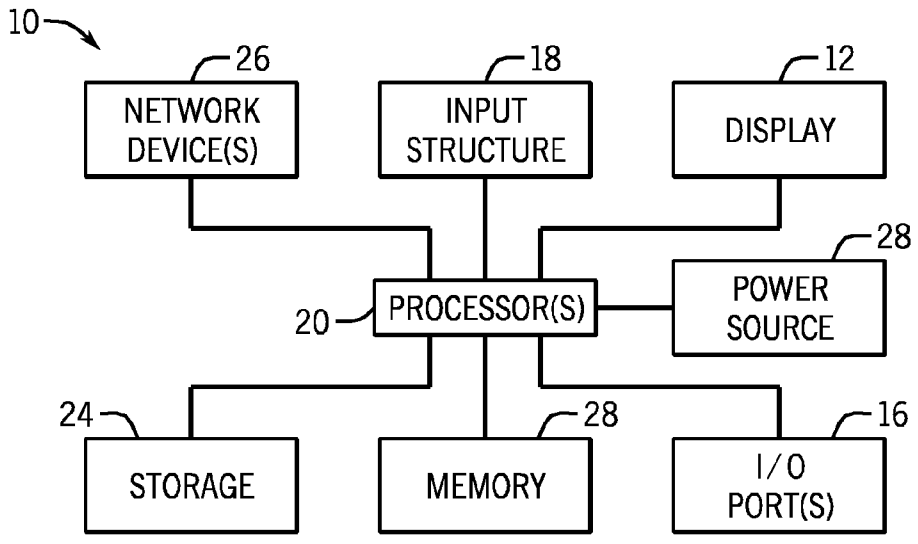 10
26
18
12
NETWORK
DEVICE(S)
INPUT
STRUCTURE
DISPLAY
28
20
PROCESSOR(S)
POWER
SOURCE
24
28
16
STORAGE
MEMORY
I/O
PORT(S)